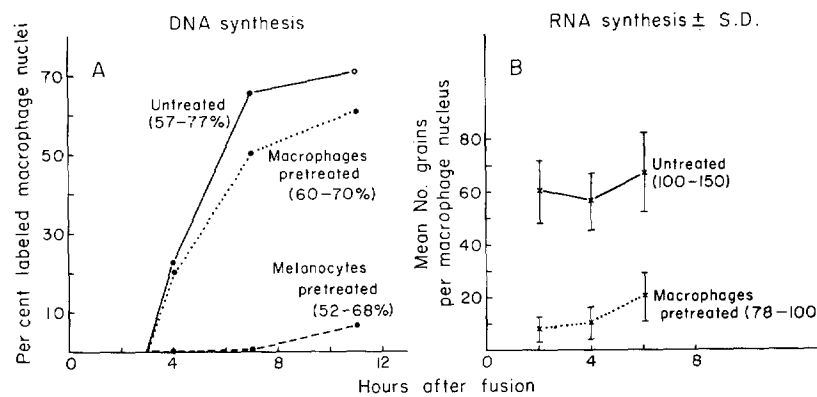 DNA synthesis
RNA synthesis ± S.D.
Per cent labeled macrophage nuclei
A
70
50
30
10
Untreated
(57–77%)
Macrophages
pretreated
(60–70%)
Melanocytes
pretreated
(52–68%)
0
4
8
12
Mean No. grains
per macrophage nucleus
B
80
60
40
20
Untreated
(100–150)
Macrophages
pretreated (78–100
0
4
8
Hours after fusion